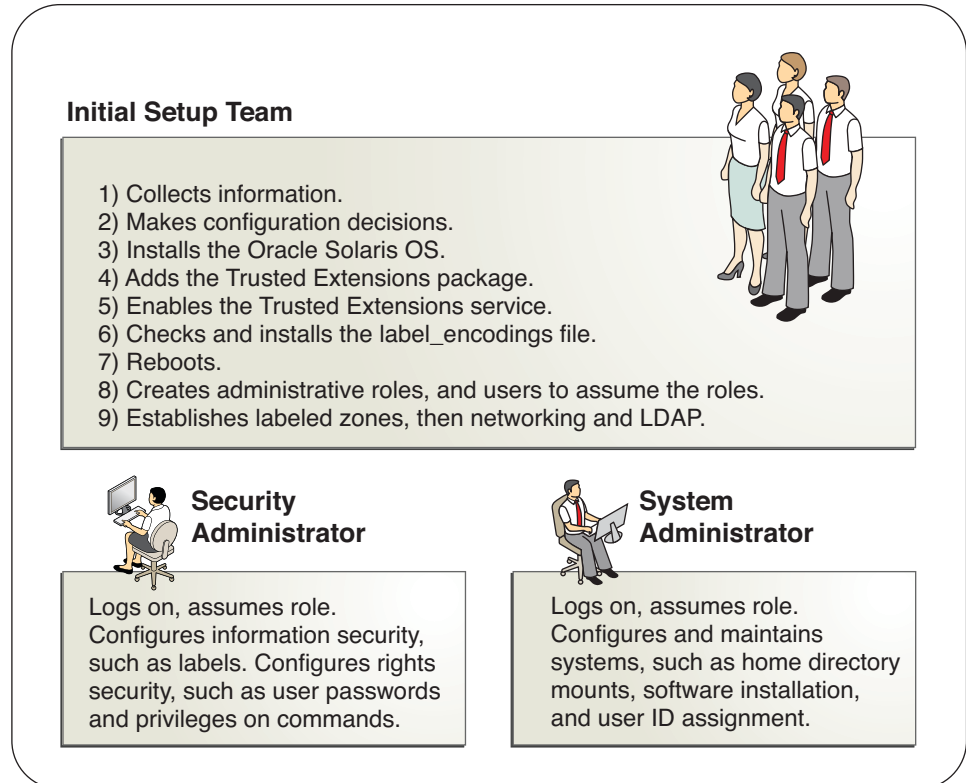 Initial Setup Team
1) Collects information.
2) Makes configuration decisions.
3) Installs the Oracle Solaris OS.
4) Adds the Trusted Extensions package.
5) Enables the Trusted Extensions service.
6) Checks and installs the label_encodings file.
7) Reboots.
8) Creates administrative roles, and users to assume the roles.
9) Establishes labeled zones, then networking and LDAP.
Security
Administrator
Logs on, assumes role.
Configures information security,
such as labels. Configures rights
security, such as user passwords
and privileges on commands.
System
Administrator
Logs on, assumes role.
Configures and maintains
systems, such as home directory
mounts, software installation,
and user ID assignment.